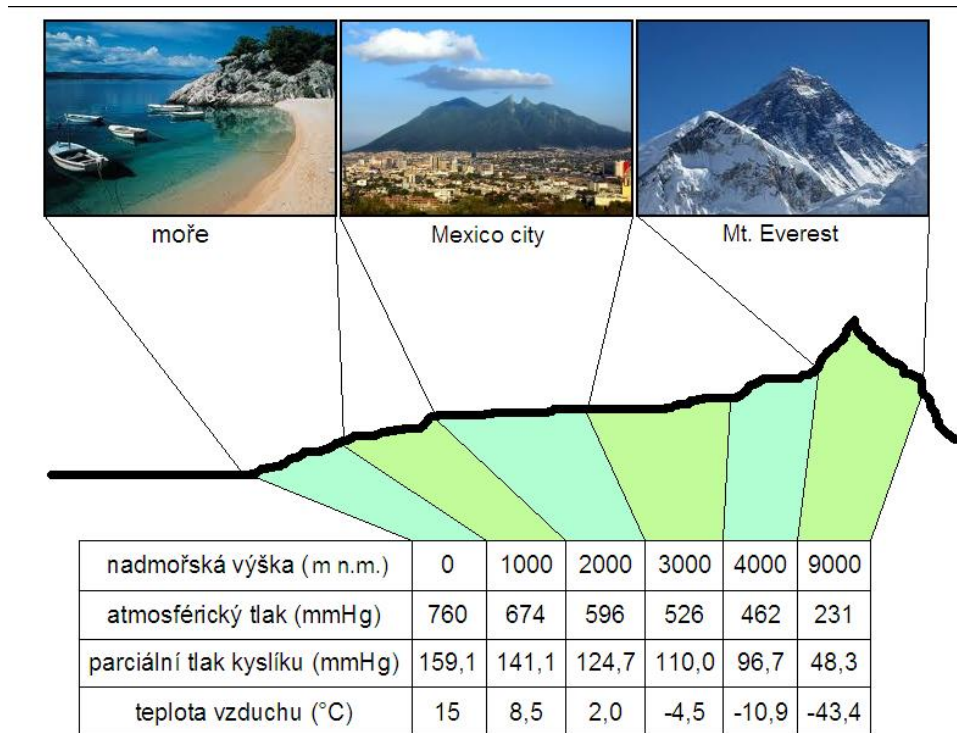 moře
Mexico city
Mt. Everest
nadmořská výška (m n.m.) 0 1000 2000 3000 4000 9000
atmosférický tlak (mmHg) 760 674 596 526 462 231
parciální tlak kyslíku (mmHg) 159,1 141,1 124,7 110,0 96,7 48,3
teplota vzduchu (°C) 15 8,5 2,0 -4,5 -10,9 -43,4